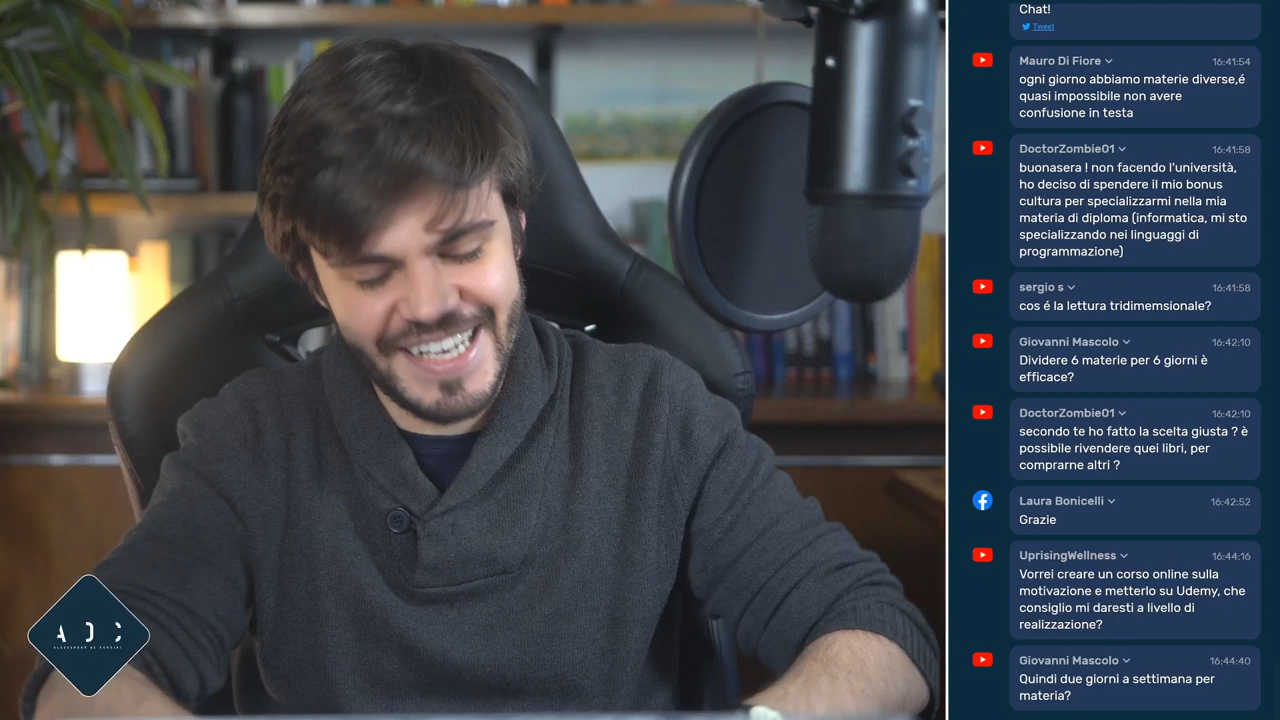 Chat!
Tweet
Mauro Di Fiore
16:41:54
ogni giorno abbiamo materie diverse,é
quasi impossibile non avere
confusione in testa
DoctorZombie01
16:41:58
buonasera ! non facendo l'università,
ho deciso di spendere il mio bonus
cultura per specializzarmi nella mia
materia di diploma (informatica, mi sto
specializzando nei linguaggi di
programmazione)
sergio s
16:41:58
cos é la lettura tridimemsionale?
Giovanni Mascolo
16:42:10
Dividere 6 materie per 6 giorni è
efficace?
DoctorZombie01
16:42:10
secondo te ho fatto la scelta giusta ? è
possibile rivendere quei libri, per
comprarne altri ?
Laura Bonicelli
16:42:52
Grazie
UprisingWellness
16:44:16
Vorrei creare un corso online sulla
motivazione e metterlo su Udemy, che
consiglio mi daresti a livello di
realizzazione?
Giovanni Mascolo
16:44:40
Quindi due giorni a settimana per
materia?
ADC